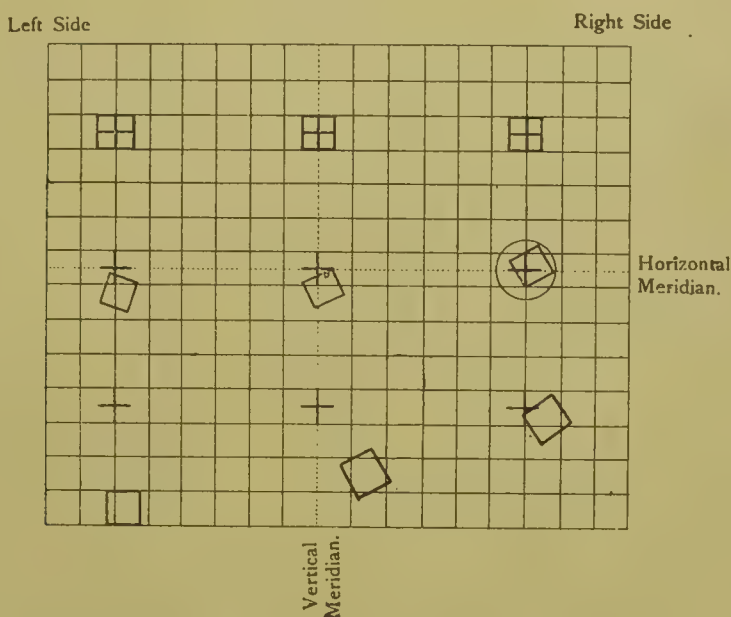 Left Side
Right Side
Horizontal
Meridian.
Vertical
Meridian.